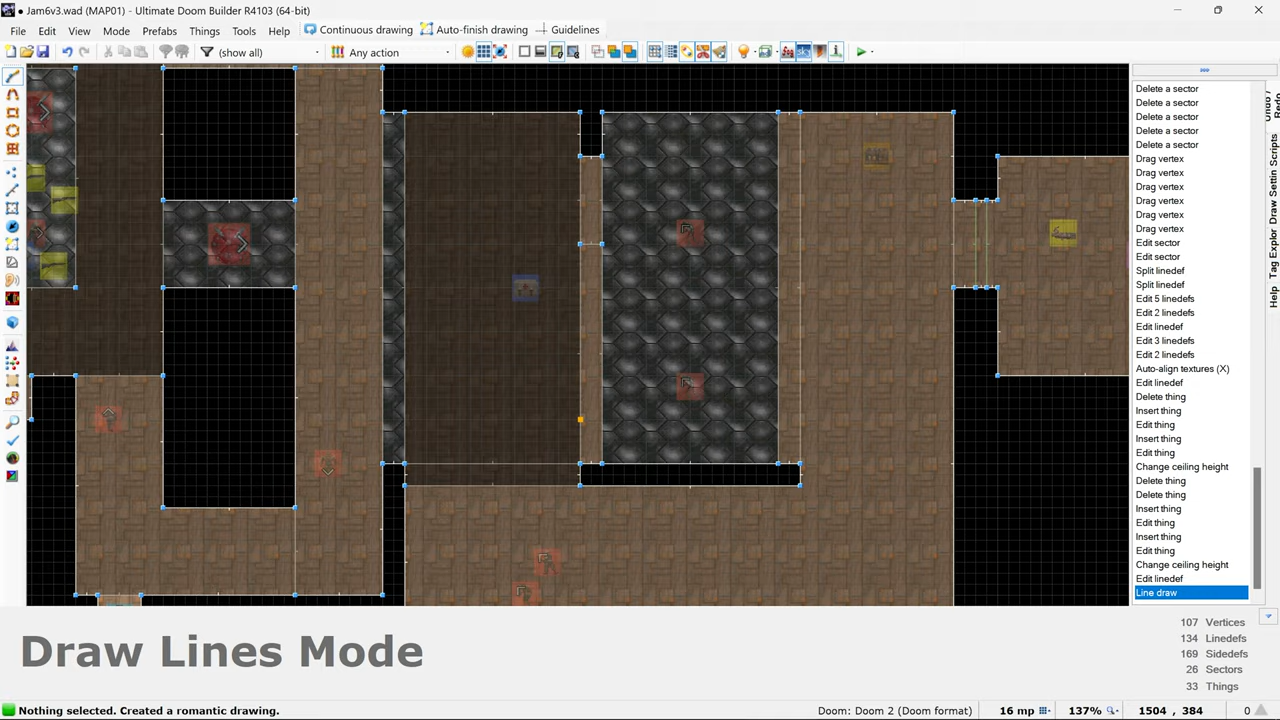 Jam6v3.wad (MAP01) - Ultimate Doom Builder R4103 (64-bit)
File Edit View Mode Prefabs Things Tools Help Continuous drawing Auto-finish drawing Guidelines
(show all) Any action
Delete a sector
Delete a sector
Delete a sector
Delete a sector
Delete a sector
Drag vertex
Drag vertex
Drag vertex
Drag vertex
Drag vertex
Drag vertex
Edit sector
Edit sector
Split linedef
Split linedef
Edit 5 linedefs
Edit 2 linedefs
Edit linedef
Edit 3 linedefs
Edit 2 linedefs
Auto-align textures (X)
Edit linedef
Delete thing
Insert thing
Edit thing
Insert thing
Edit thing
Change ceiling height
Delete thing
Delete thing
Insert thing
Edit thing
Insert thing
Edit thing
Change ceiling height
Edit linedef
Line draw
Undo / Redo
Scripts
Tag Explor Draw Settin
Help
Draw Lines Mode
107 Vertices
134 Linedefs
169 Sidedefs
26 Sectors
33 Things
Nothing selected. Created a romantic drawing. Doom: Doom 2 (Doom format) 16 mp 137% 1504 , 384 0